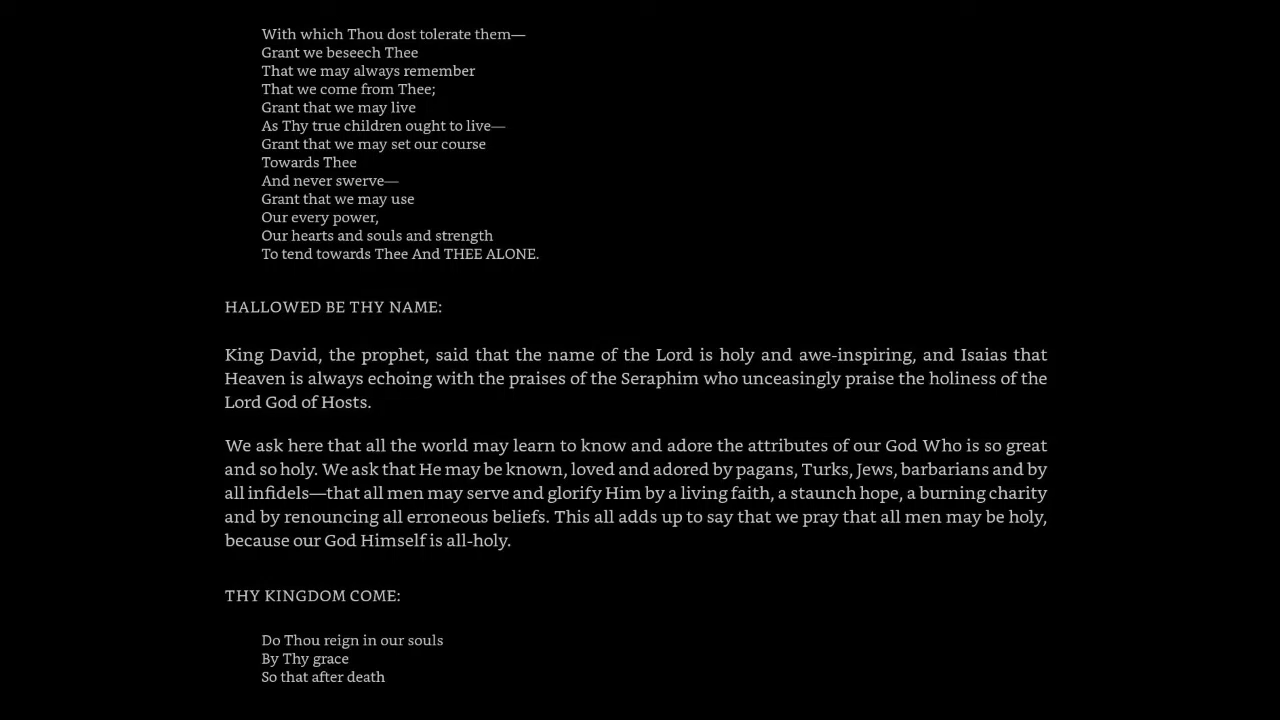 With which Thou dost tolerate them—
Grant we beseech Thee
That we may always remember
That we come from Thee;
Grant that we may live
As Thy true children ought to live—
Grant that we may set our course
Towards Thee
And never swerve—
Grant that we may use
Our every power,
Our hearts and souls and strength
To tend towards Thee And THEE ALONE.
HALLOWED BE THY NAME:
King David, the prophet, said that the name of the Lord is holy and awe-inspiring, and Isaias that
Heaven is always echoing with the praises of the Seraphim who unceasingly praise the holiness of the
Lord God of Hosts.
We ask here that all the world may learn to know and adore the attributes of our God Who is so great
and so holy. We ask that He may be known, loved and adored by pagans, Turks, Jews, barbarians and by
all infidels—that all men may serve and glorify Him by a living faith, a staunch hope, a burning charity
and by renouncing all erroneous beliefs. This all adds up to say that we pray that all men may be holy,
because our God Himself is all-holy.
THY KINGDOM COME:
Do Thou reign in our souls
By Thy grace
So that after death